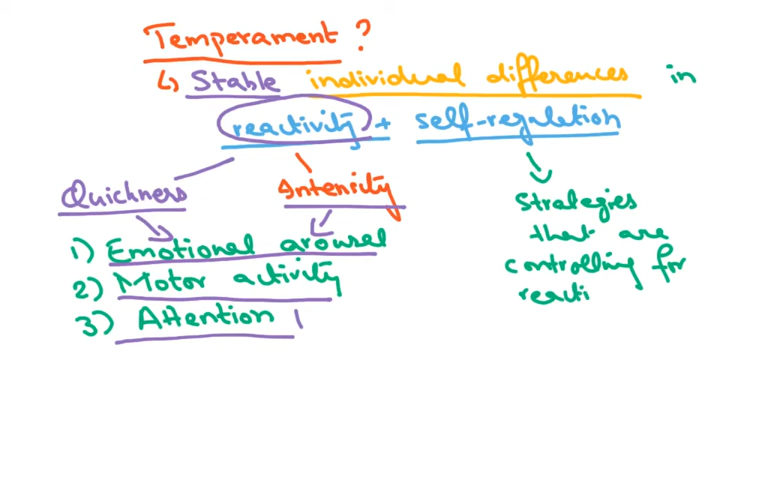 Temperament ?
↳ Stable individual differences in
reactivity + self-regulation
Quickness Intensity
Strategies
that are
controlling for
reacti
1) Emotional arousal
2) Motor activity
3) Attention